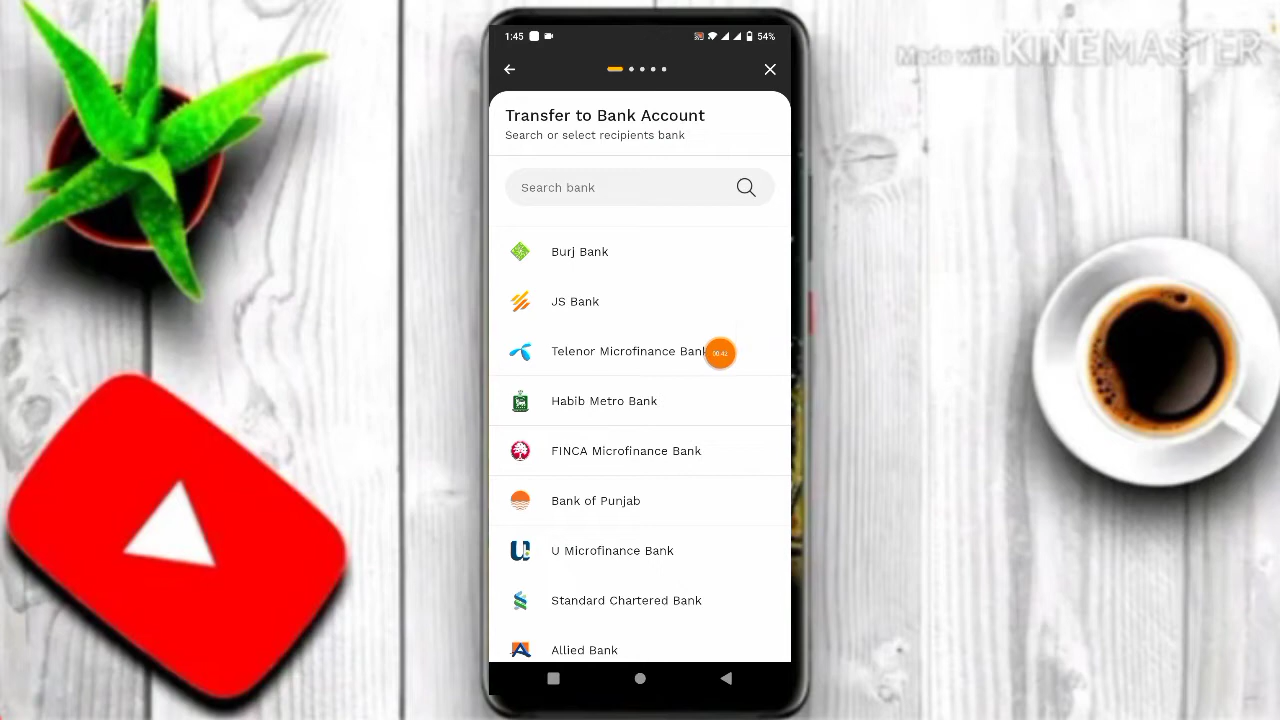 Made with KINEMASTER
1:45
54%
Transfer to Bank Account
Search or select recipients bank
Search bank
Burj Bank
JS Bank
Telenor Microfinance Bank
00:42
Habib Metro Bank
FINCA Microfinance Bank
Bank of Punjab
U Microfinance Bank
Standard Chartered Bank
Allied Bank